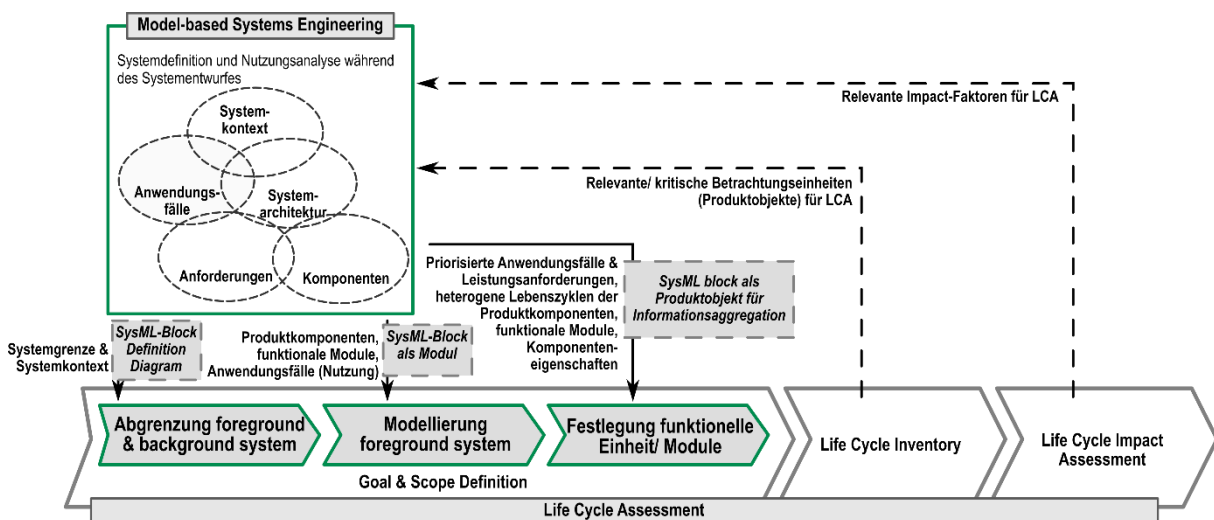 Model-based Systems Engineering
Systemdefinition und Nutzungsanalyse während
des Systementwurfes
System-
kontext
Anwendungs-
fälle
System-
architektur
Anforderungen
Komponenten
Relevante Impact-Faktoren für LCA
Relevante/ kritische Betrachtungseinheiten
(Produktobjekte) für LCA
Systemgrenze &
Systemkontext
SysML-Block
Definition
Diagram
Produktkomponenten,
funktionale Module,
Anwendungsfälle (Nutzung)
SysML-Block
als Modul
Priorisierte Anwendungsfälle &
Leistungsanforderungen,
heterogene Lebenszyklen der
Produktkomponenten,
funktionale Module,
Komponenten-
eigenschaften
SysML block als
Produktobjekt für
Informationsaggregation
Abgrenzung foreground
& background system
Modellierung
foreground system
Festlegung funktionelle
Einheit/ Module
Goal & Scope Definition
Life Cycle Inventory
Life Cycle Impact
Assessment
Life Cycle Assessment